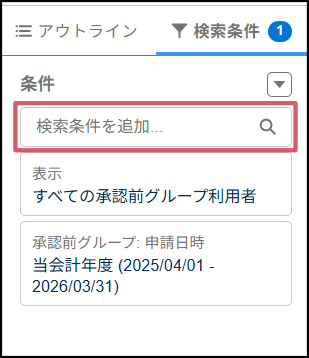 アウトライン 検索条件 1
条件
検索条件を追加...
表示
すべての承認前グループ利用者
承認前グループ: 申請日時
当会計年度 (2025/04/01 -
2026/03/31)